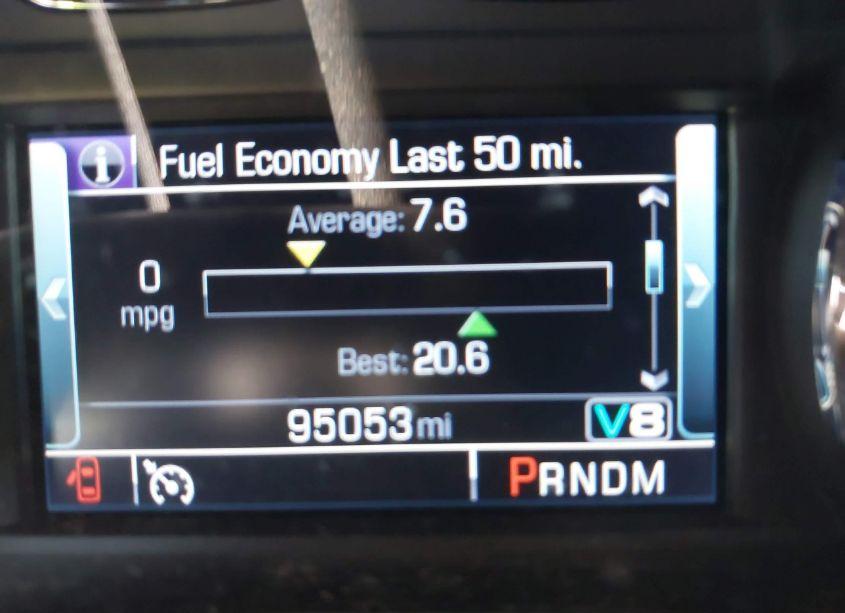 i Fuel Economy Last 50 mi.
Average: 7.6
0
mpg
Best: 20.6
95053 mi V8
PRNDM